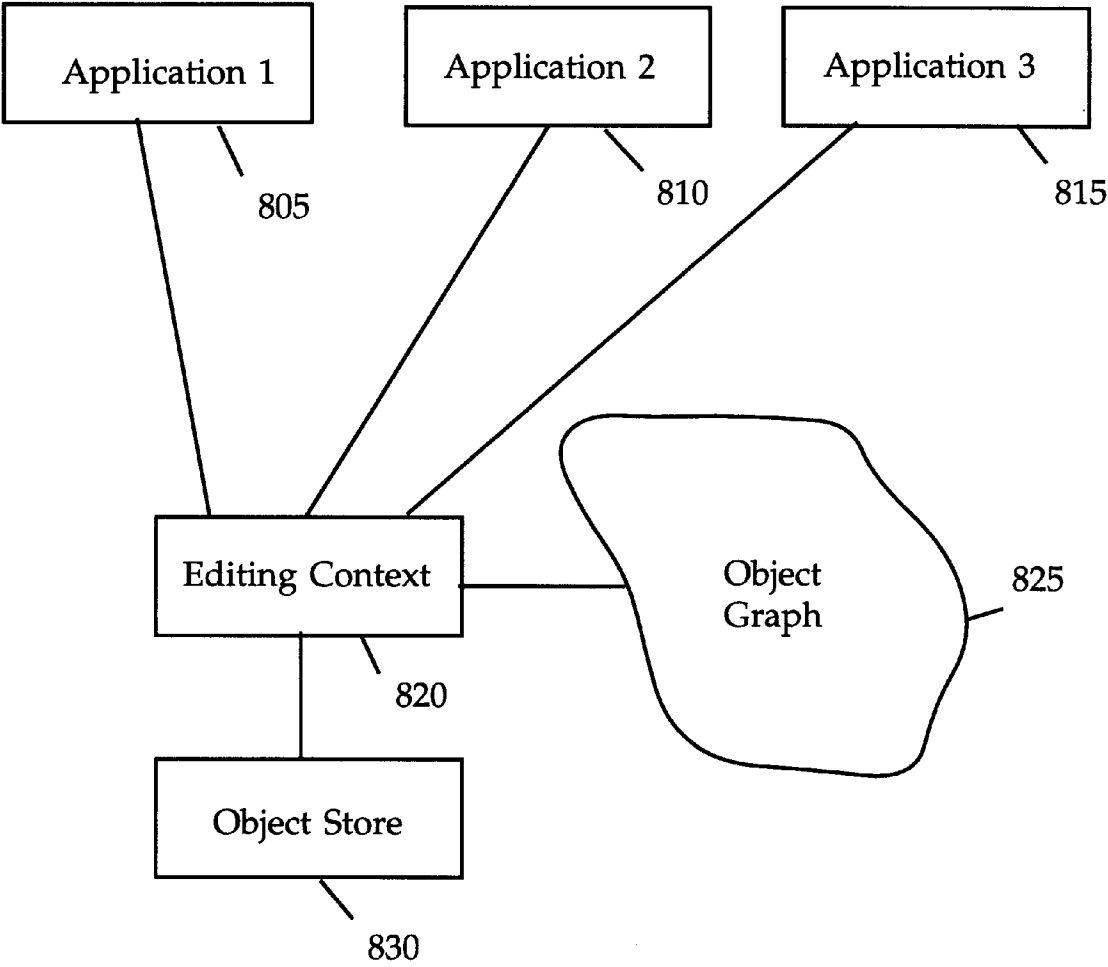 Application 1
Application 2
Application 3
805
810
815
Editing Context
Object
Graph
825
820
Object Store
830